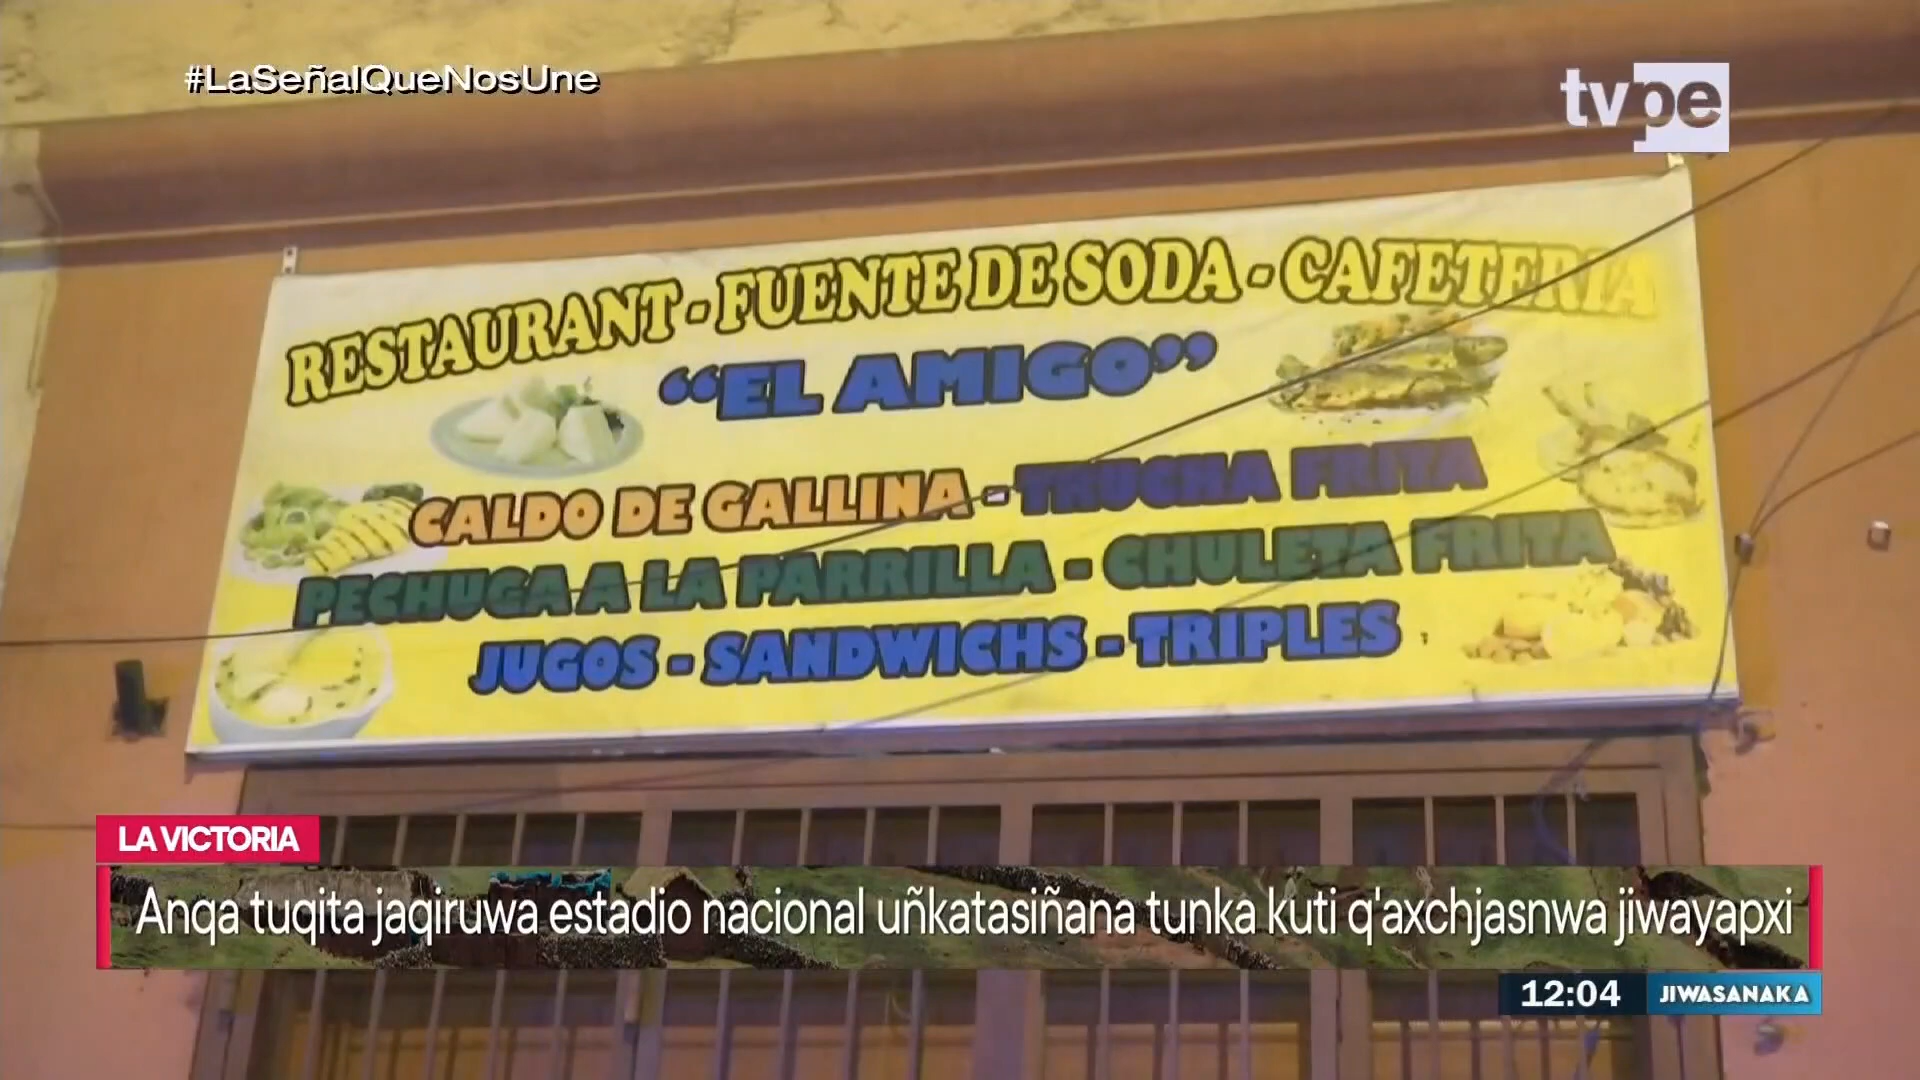 #LaSeñalQueNosUne
tvpe
RESTAURANT - FUENTE DE SODA - CAFETERIA
“EL AMIGO”
CALDO DE GALLINA - THUCHA FRITA
PECHUGA A LA PARRILLA - CHULETA FRITA
JUGOS - SANDWICHS - TRIPLES
LA VICTORIA
Anqa tuqita jaqiruwa estadio nacional uñkatasiñana tunka kuti q'axchjasnwa jiwayapxi
12:04 JIWASANAKA